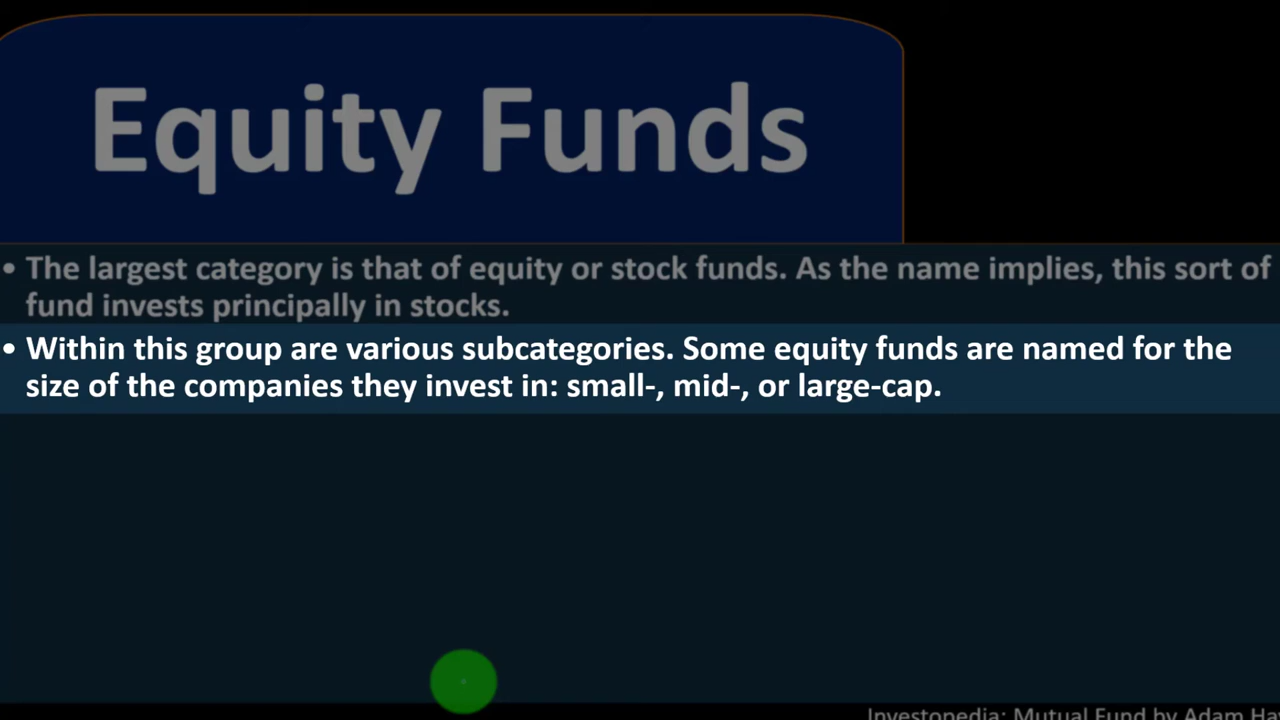 Equity Funds
• The largest category is that of equity or stock funds. As the name implies, this sort of
fund invests principally in stocks.
• Within this group are various subcategories. Some equity funds are named for the
size of the companies they invest in: small-, mid-, or large-cap.
Investopedia: Mutual Fund by Adam